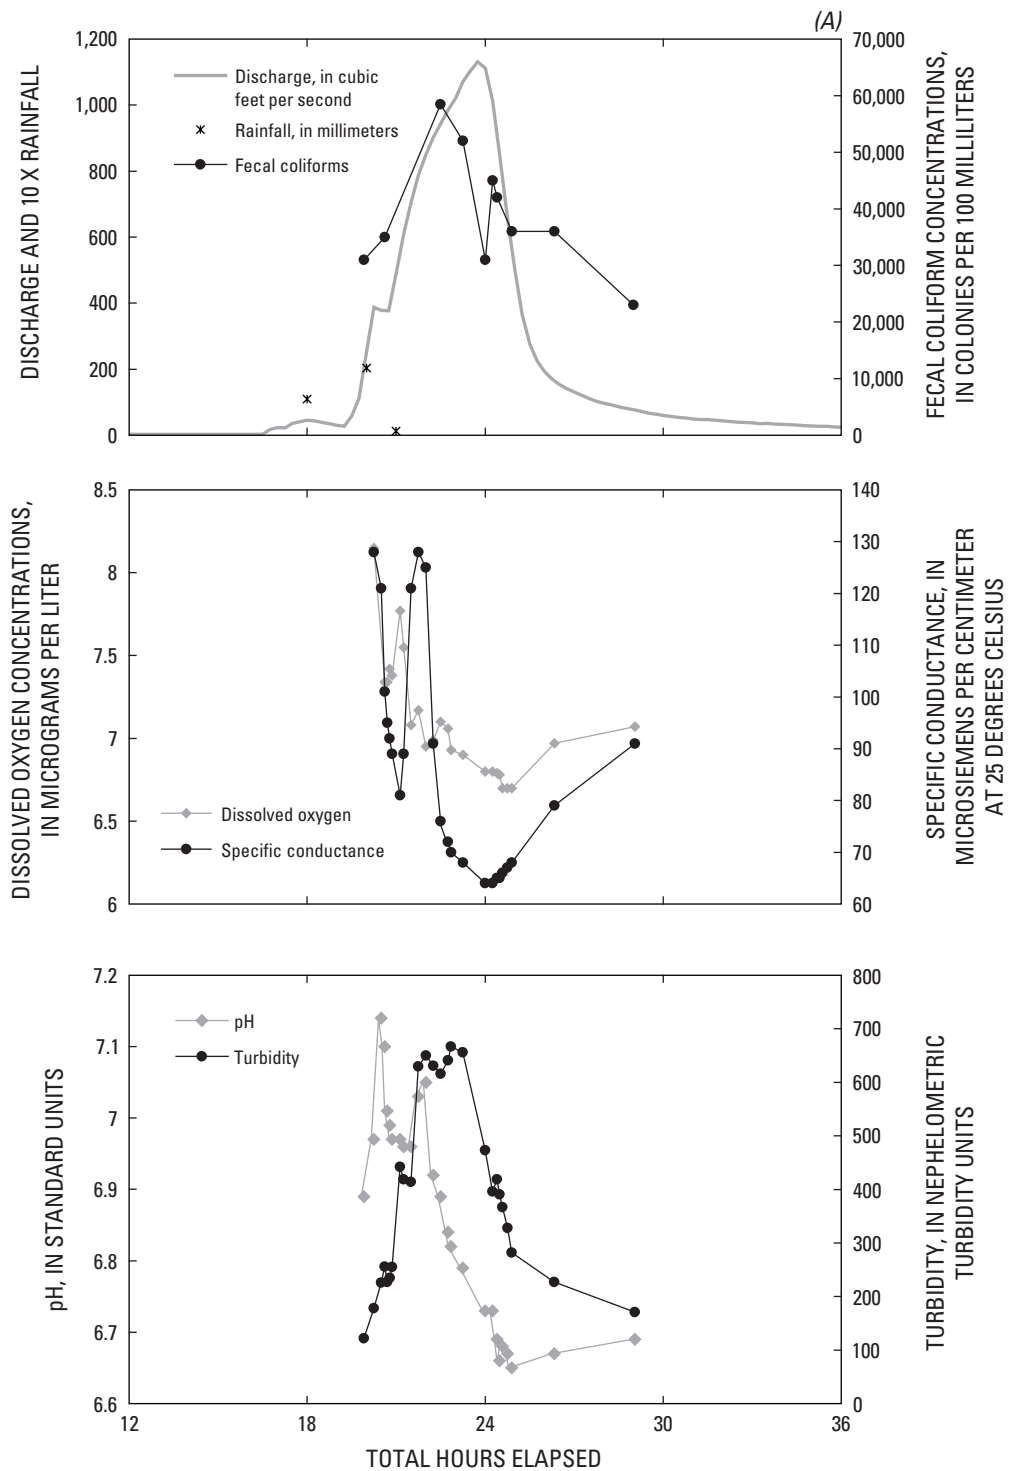 (A)
DISCHARGE AND 10 X RAINFALL
1,200
1,000
800
600
400
200
0
Discharge, in cubic
feet per second
Rainfall, in millimeters
Fecal coliforms
70,000
60,000
50,000
40,000
30,000
20,000
10,000
0
FECAL COLIFORM CONCENTRATIONS,
IN COLONIES PER 100 MILLILITERS
DISSOLVED OXYGEN CONCENTRATIONS,
IN MICROGRAMS PER LITER
8.5
8
7.5
7
6.5
6
Dissolved oxygen
Specific conductance
140
130
120
110
100
90
80
70
60
SPECIFIC CONDUCTANCE, IN
MICROSIEMENS PER CENTIMETER
AT 25 DEGREES CELSIUS
pH, IN STANDARD UNITS
7.2
7.1
7
6.9
6.8
6.7
6.6
pH
Turbidity
800
700
600
500
400
300
200
100
0
TURBIDITY, IN NEPHELOMETRIC
TURBIDITY UNITS
12
18
24
30
36
TOTAL HOURS ELAPSED